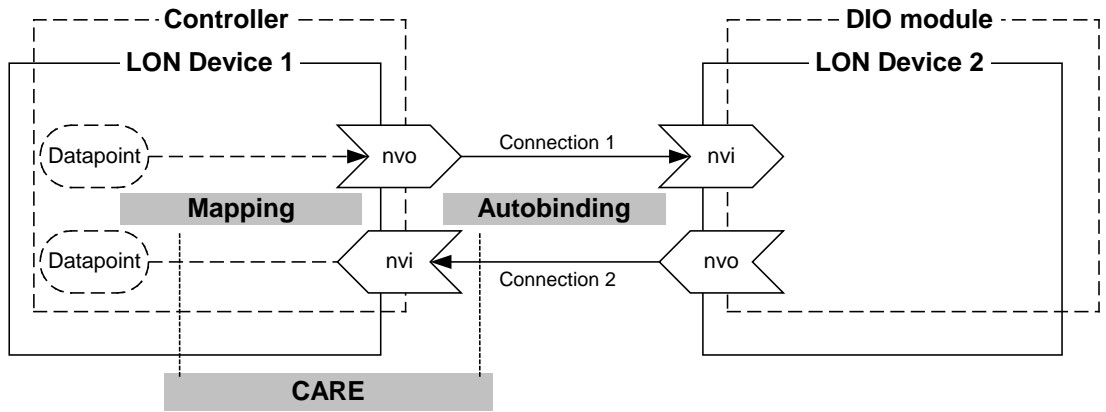 Controller
DIO module
LON Device 1
LON Device 2
Datapoint
nvo
Connection 1
nvi
Mapping
Autobinding
Datapoint
nvi
Connection 2
nvo
CARE